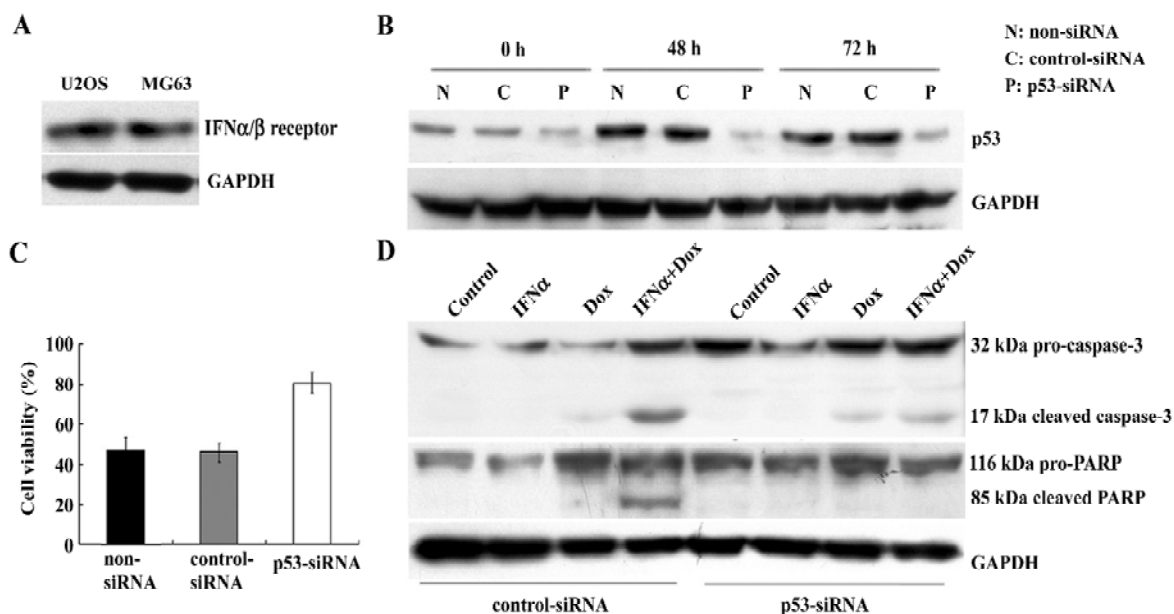 A
U2OS MG63
IFNα/β receptor
GAPDH
B
0 h 48 h 72 h
N C P N C P N C P
p53
GAPDH
N: non-siRNA
C: control-siRNA
P: p53-siRNA
C
Cell viability (%)
100
80
60
40
20
0
non-siRNA control-siRNA p53-siRNA
D
Control IFNα Dox IFNα+Dox Control IFNα Dox IFNα+Dox
32 kDa pro-caspase-3
17 kDa cleaved caspase-3
116 kDa pro-PARP
85 kDa cleaved PARP
GAPDH
control-siRNA p53-siRNA